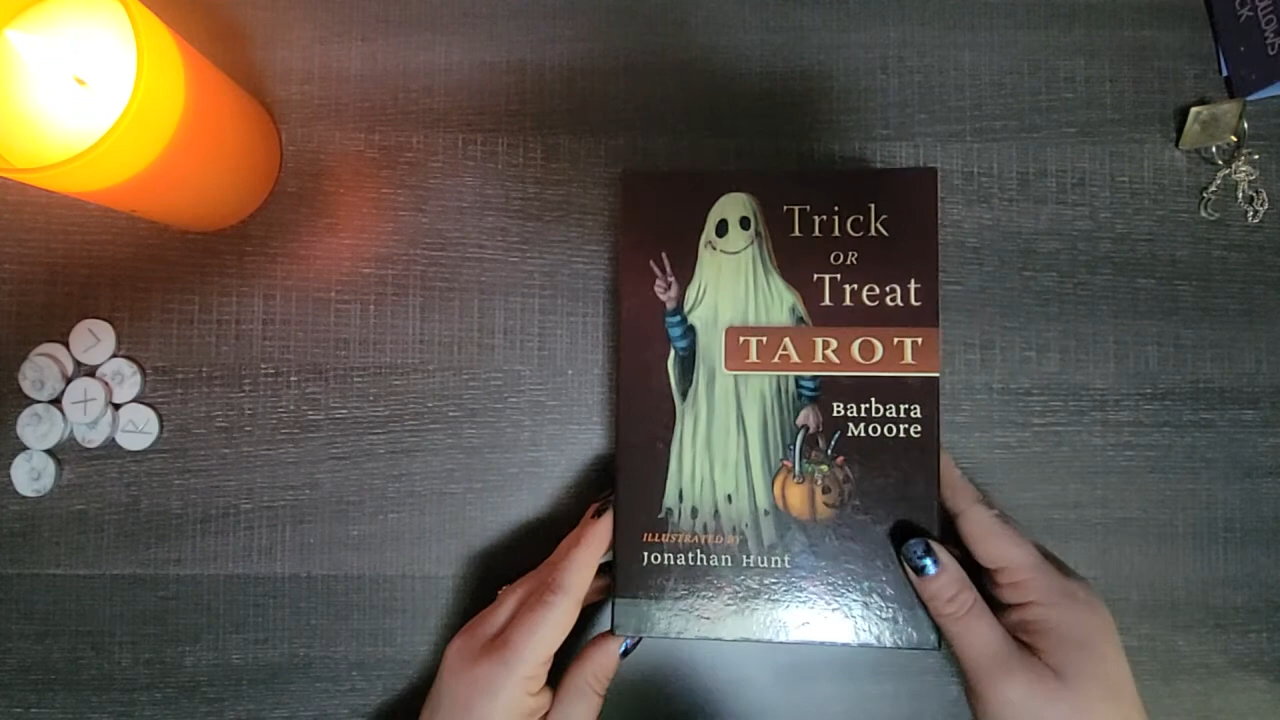 Trick
OR
Treat
TAROT
Barbara
Moore
ILLUSTRATED BY
Jonathan Hunt